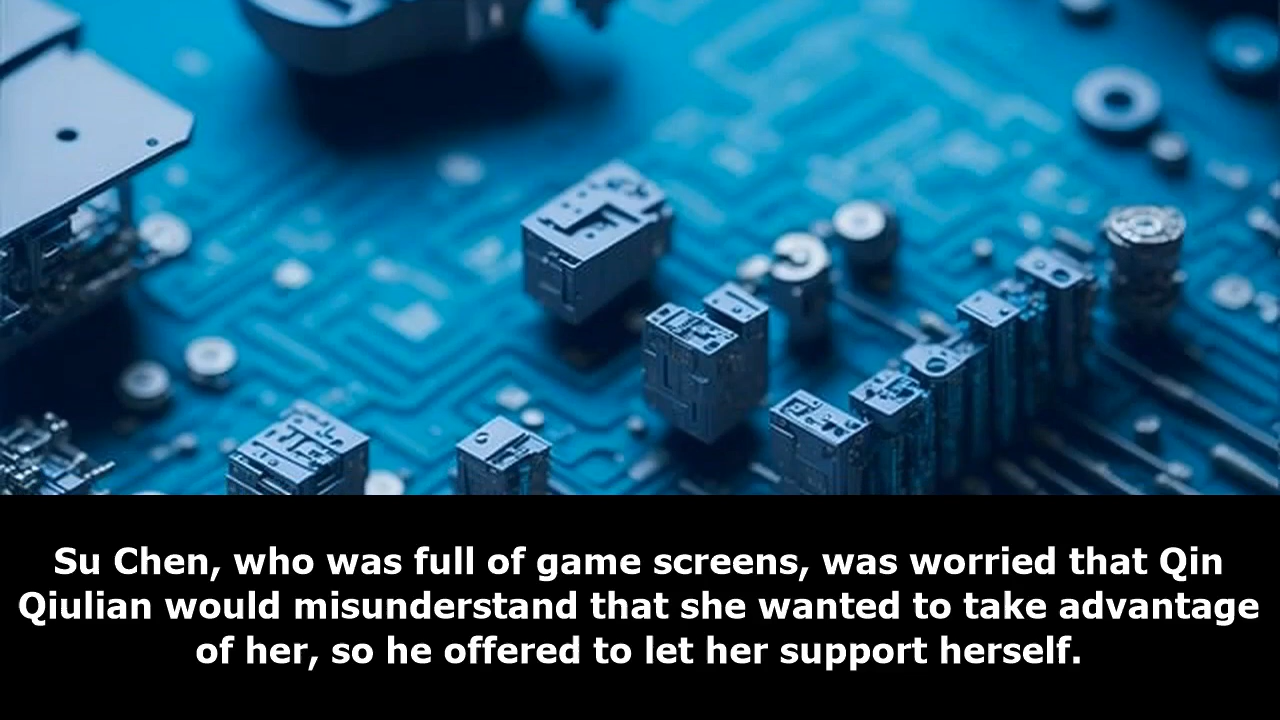 Su Chen, who was full of game screens, was worried that Qin
Qiulian would misunderstand that she wanted to take advantage
of her, so he offered to let her support herself.